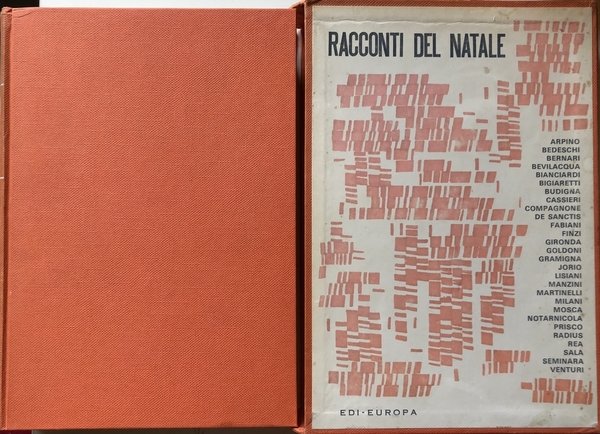 RACCONTI DEL NATALE
ARPINO
BEDESCHI
BERNARI
BEVILACQUA
BIANCIARDI
BIGIARETTI
BUDIGNA
CASSIERI
COMPAGNONE
DE SANCTIS
FABIANI
FINZI
GIRONDA
GOLDONI
GRAMIGNA
JORIO
LISIANI
MANZINI
MARTINELLI
MILANI
MOSCA
NOTARNICOLA
PRISCO
RADIUS
REA
SALA
SEMINARA
VENTURI
EDI-EUROPA